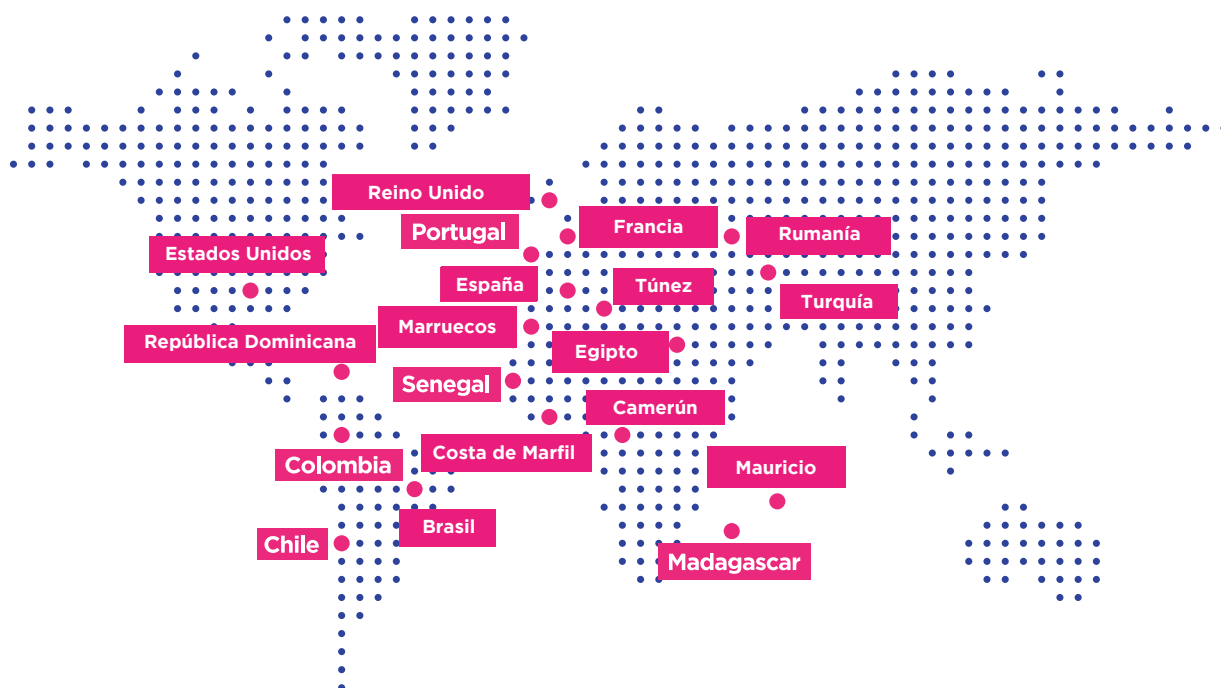 Reino Unido
Portugal
Francia
Rumanía
Estados Unidos
España
Túnez
Turquía
Marruecos
República Dominicana
Egipto
Senegal
Camerún
Costa de Marfil
Colombia
Mauricio
Brasil
Chile
Madagascar